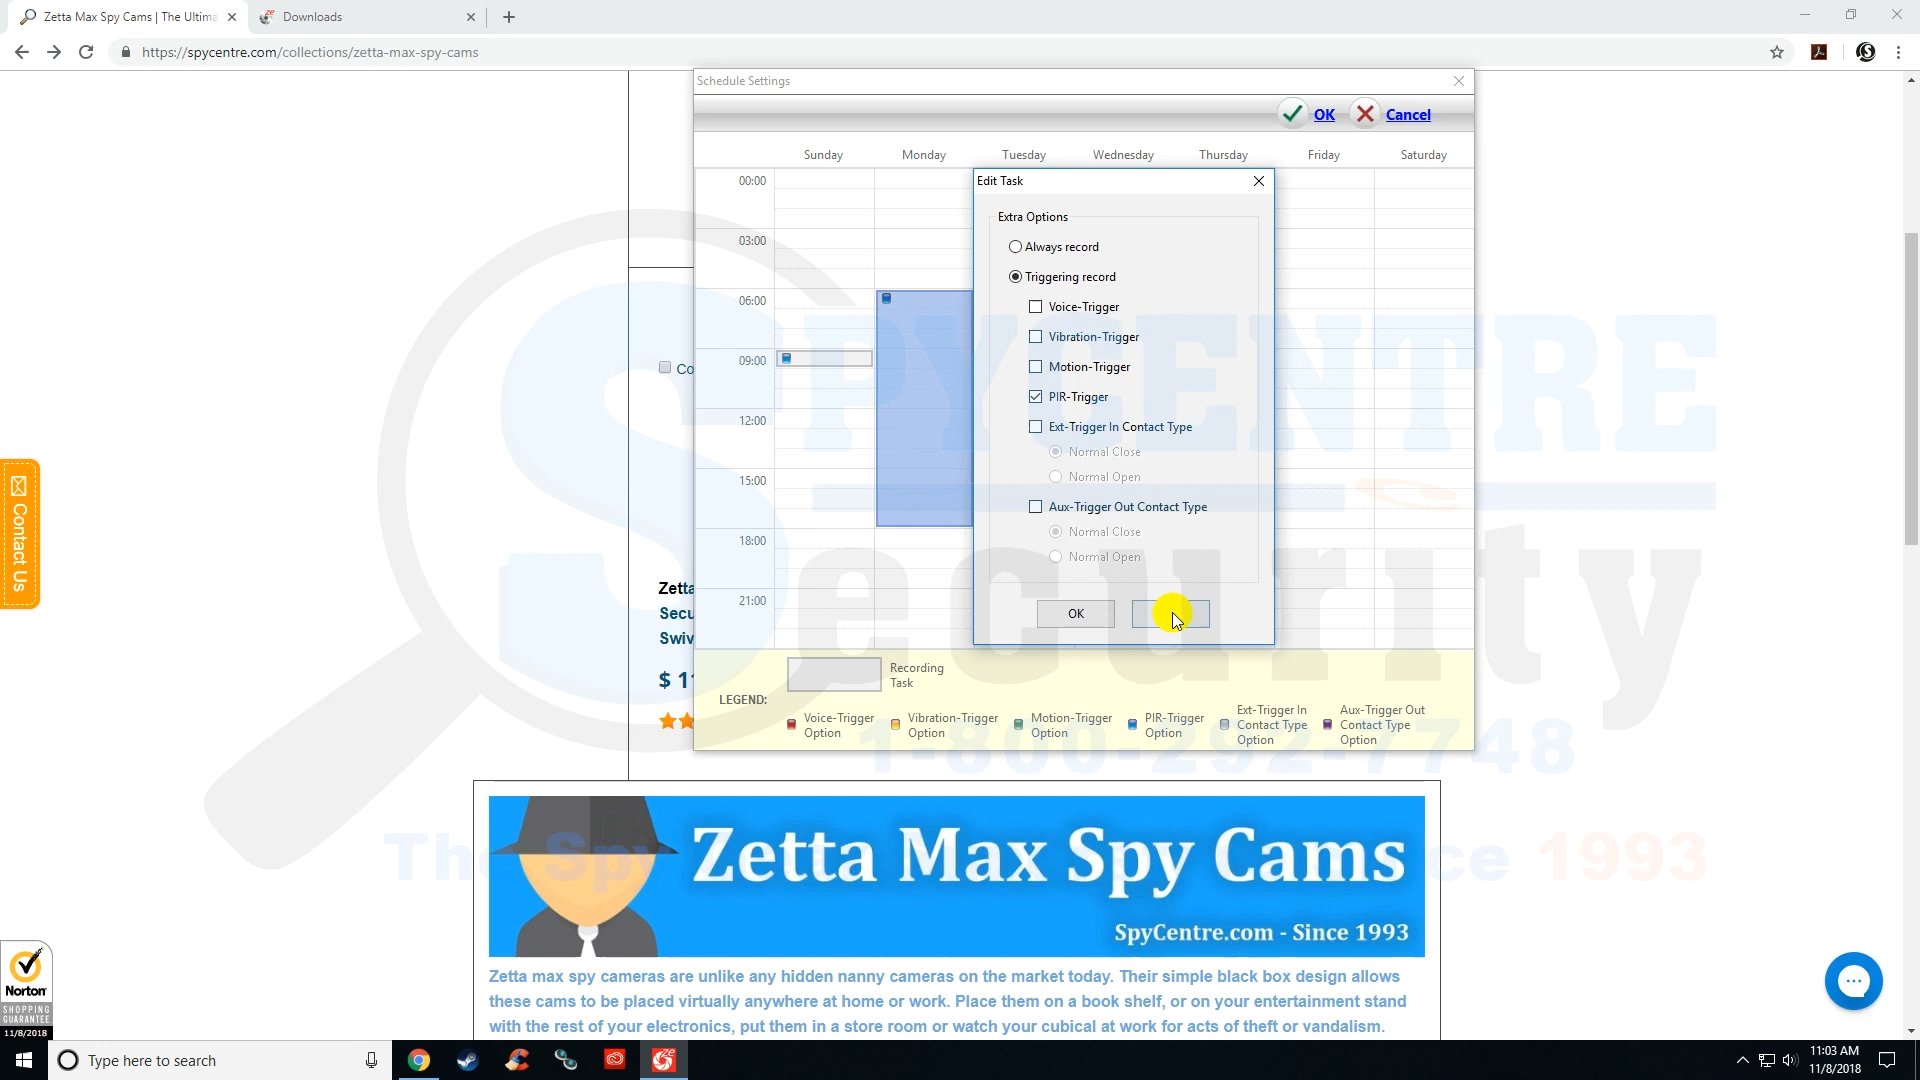 Zetta Max Spy Cams | The Ultima
Downloads
https://spycentre.com/collections/zetta-max-spy-cams
Schedule Settings
OK
Cancel
Sunday Monday Tuesday Wednesday Thursday Friday Saturday
00:00
03:00
06:00
09:00
12:00
15:00
18:00
21:00
Edit Task
Extra Options
Always record
Triggering record
Voice-Trigger
Vibration-Trigger
Motion-Trigger
PIR-Trigger
Ext-Trigger In Contact Type
Normal Close
Normal Open
Aux-Trigger Out Contact Type
Normal Close
Normal Open
OK
LEGEND:
Recording
Task
Voice-Trigger
Option
Vibration-Trigger
Option
Motion-Trigger
Option
PIR-Trigger
Option
Ext-Trigger In
Contact Type
Option
Aux-Trigger Out
Contact Type
Option
Co
Zetta
Secu
Swiv
$ 11
Contact Us
SPYCENTRE
Security
1-800-292-7748
The Spy
ce 1993
Zetta Max Spy Cams
SpyCentre.com - Since 1993
Zetta max spy cameras are unlike any hidden nanny cameras on the market today. Their simple black box design allows
these cams to be placed virtually anywhere at home or work. Place them on a book shelf, or on your entertainment stand
with the rest of your electronics, put them in a store room or watch your cubical at work for acts of theft or vandalism.
Norton
SHOPPING
GUARANTEE
11/8/2018
Type here to search
11:03 AM
11/8/2018